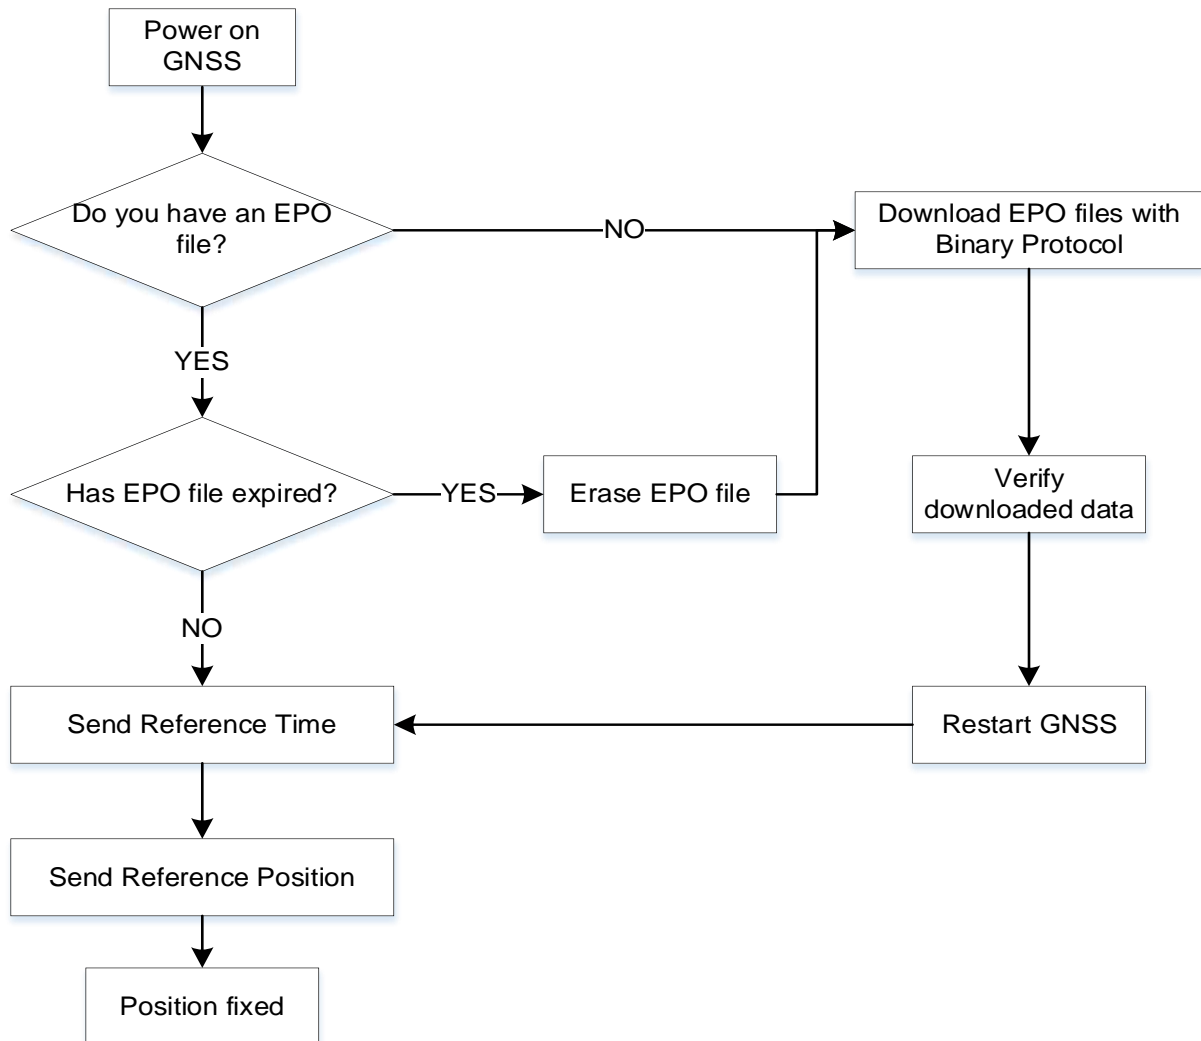 Power on
GNSS
Do you have an EPO
file?
NO
Download EPO files with
Binary Protocol
YES
Has EPO file expired?
YES
Erase EPO file
Verify
downloaded data
NO
Send Reference Time
Restart GNSS
Send Reference Position
Position fixed